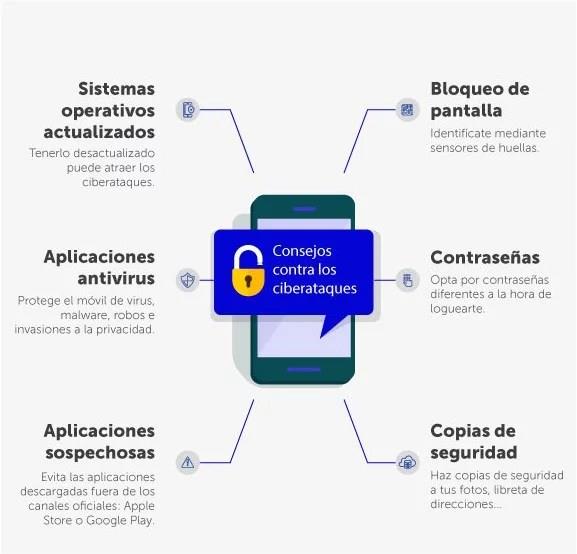 Sistemas
operativos
actualizados
Tenerlo desactualizado
puede atraer los
ciberataques.
Bloqueo de
pantalla
Identifícate mediante
sensores de huellas.
Consejos
contra los
ciberataques
Aplicaciones
antivirus
Protege el móvil de virus,
malware, robos e
invasiones a la privacidad.
Contraseñas
Opta por contraseñas
diferentes a la hora de
loguearte.
Aplicaciones
sospechosas
Evita las aplicaciones
descargadas fuera de los
canales oficiales: Apple
Store o Google Play.
Copias de
seguridad
Haz copias de seguridad
a tus fotos, libreta de
direcciones...